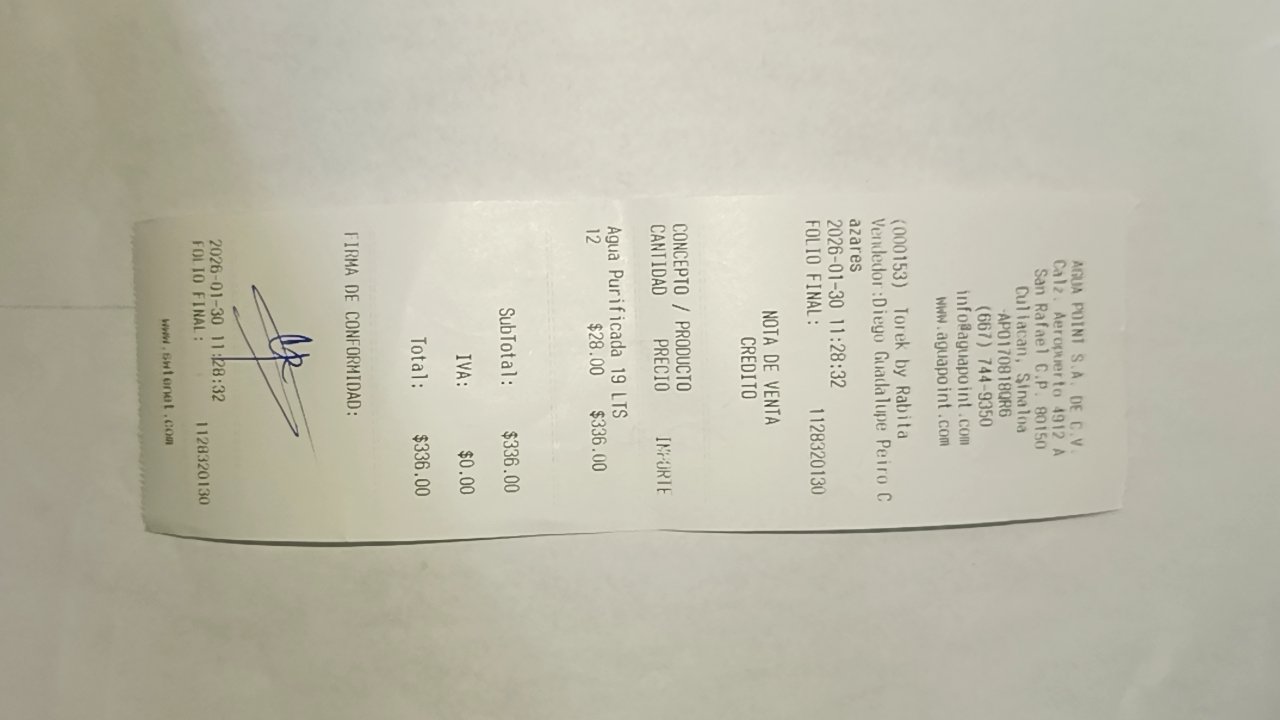 AGUA POINT S.A. DE C.V.
Calz. Aeropuerto 4912 A
San Rafael C.P. 80150
Culiacan, Sinaloa
AP0170818QR6
(667) 744-9350
info@aguapoint.com
www.aguapoint.com
(000153) Torek by Rabita
Vendedor:Diego Guadalupe Peiro C
azares
2026-01-30 11:28:32
FOLIO FINAL: 1128320130
NOTA DE VENTA
CREDITO
CONCEPTO / PRODUCTO
CANTIDAD PRECIO IMPORTE
Agua Purificada 19 LTS
12 $28.00 $336.00
SubTotal: $336.00
IVA: $0.00
Total: $336.00
FIRMA DE CONFORMIDAD:
2026-01-30 11:28:32
FOLIO FINAL: 1128320130